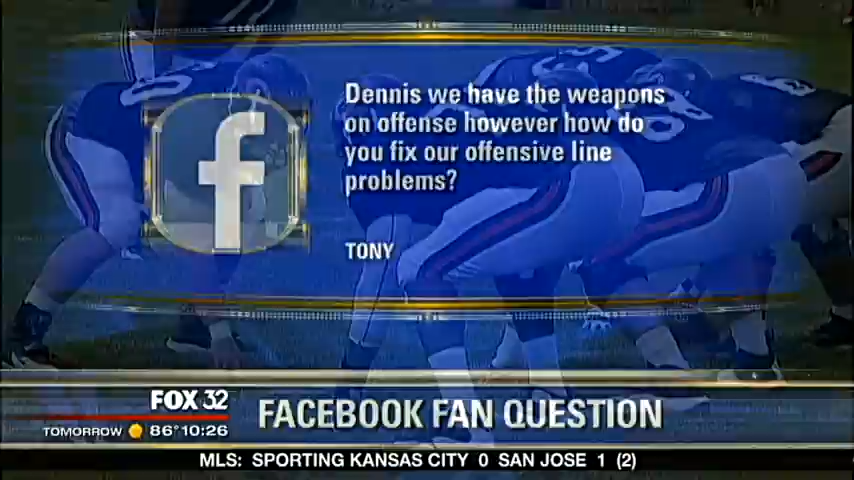 Dennis we have the weapons
on offense however how do
you fix our offensive line
problems?
TONY
FOX 32
FACEBOOK FAN QUESTION
TOMORROW 86° 10:26
MLS: SPORTING KANSAS CITY 0 SAN JOSE 1 (2)